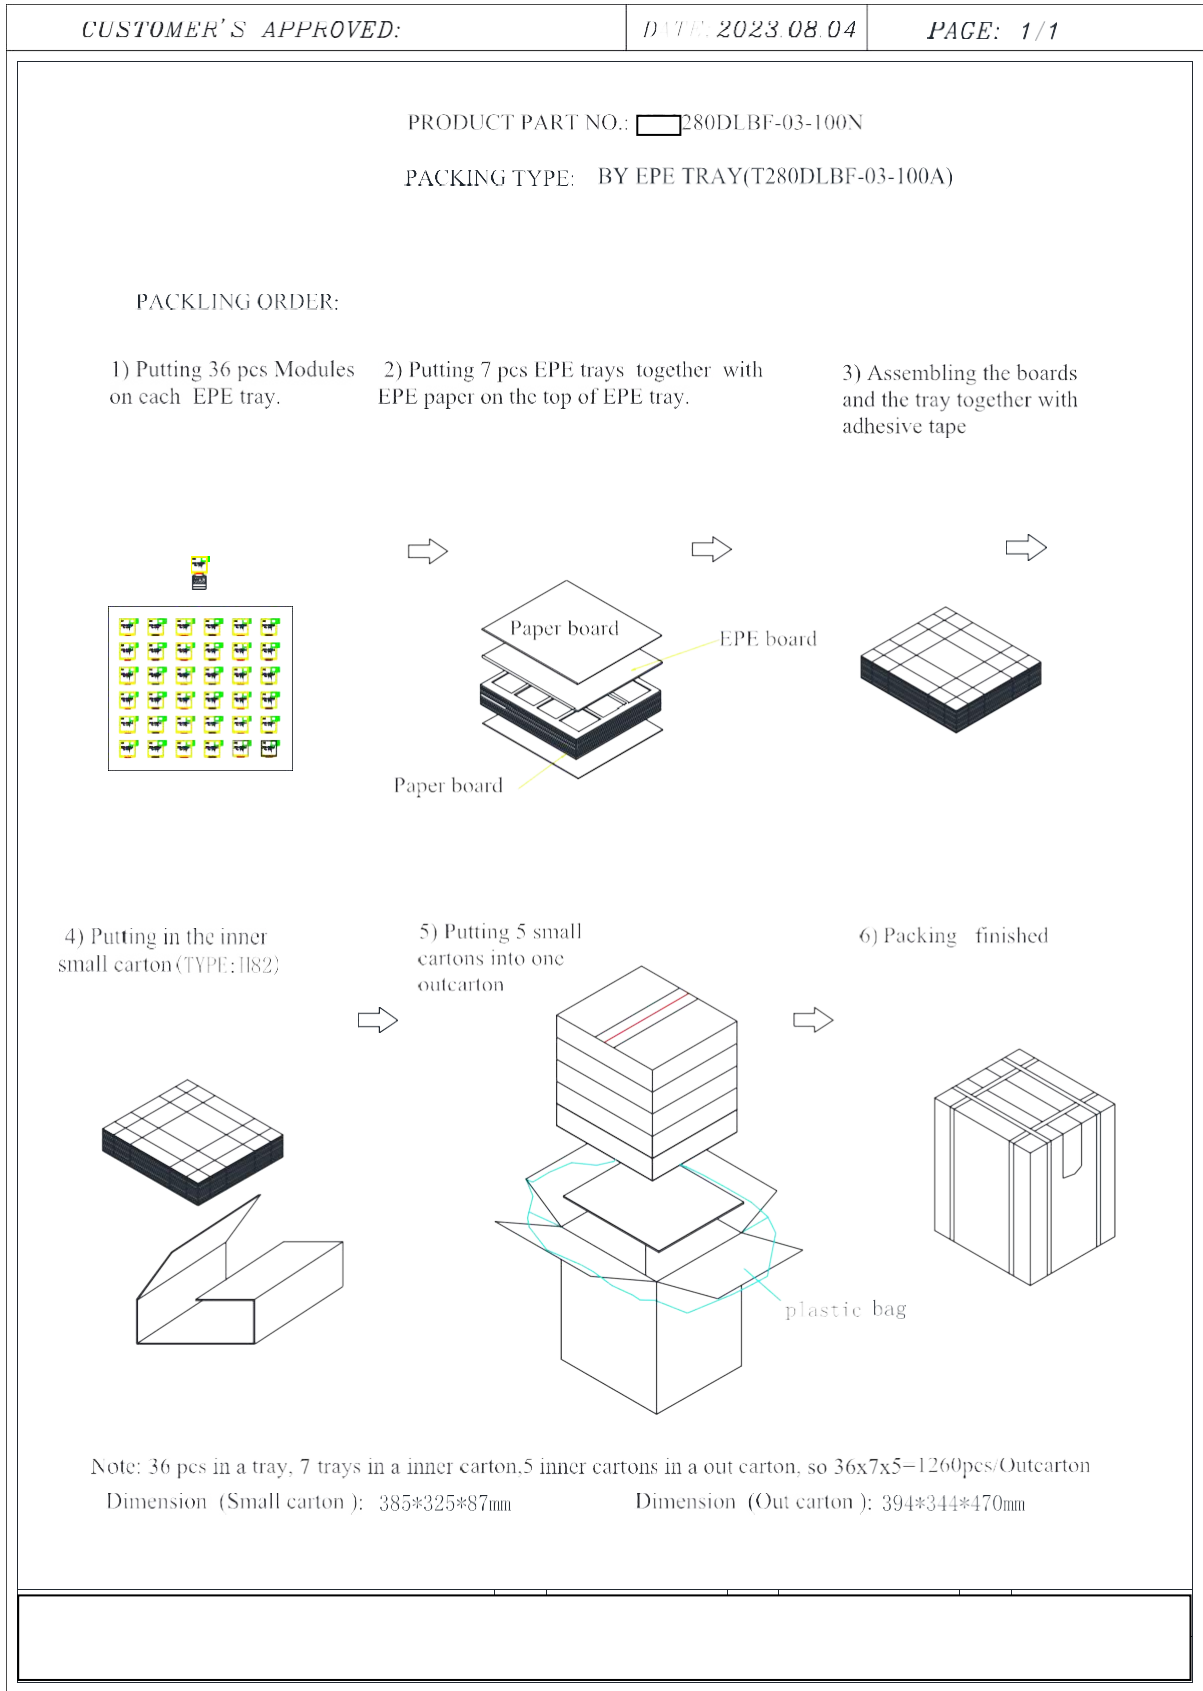 CUSTOMER'S APPROVED:
DATE: 2023.08.04
PAGE: 1/1
PRODUCT PART NO.: 280DLBF-03-100N
PACKING TYPE: BY EPE TRAY(T280DLBF-03-100A)
PACKLING ORDER:
1) Putting 36 pcs Modules
on each EPE tray.
2) Putting 7 pcs EPE trays together with
EPE paper on the top of EPE tray.
3) Assembling the boards
and the tray together with
adhesive tape
Paper board
EPE board
Paper board
4) Putting in the inner
small carton(TYPE:H82)
5) Putting 5 small
cartons into one
outcarton
6) Packing finished
plastic bag
Note: 36 pcs in a tray, 7 trays in a inner carton,5 inner cartons in a out carton, so 36x7x5=1260pcs/Outcarton
Dimension (Small carton ): 385*325*87mm
Dimension (Out carton ): 394*344*470mm